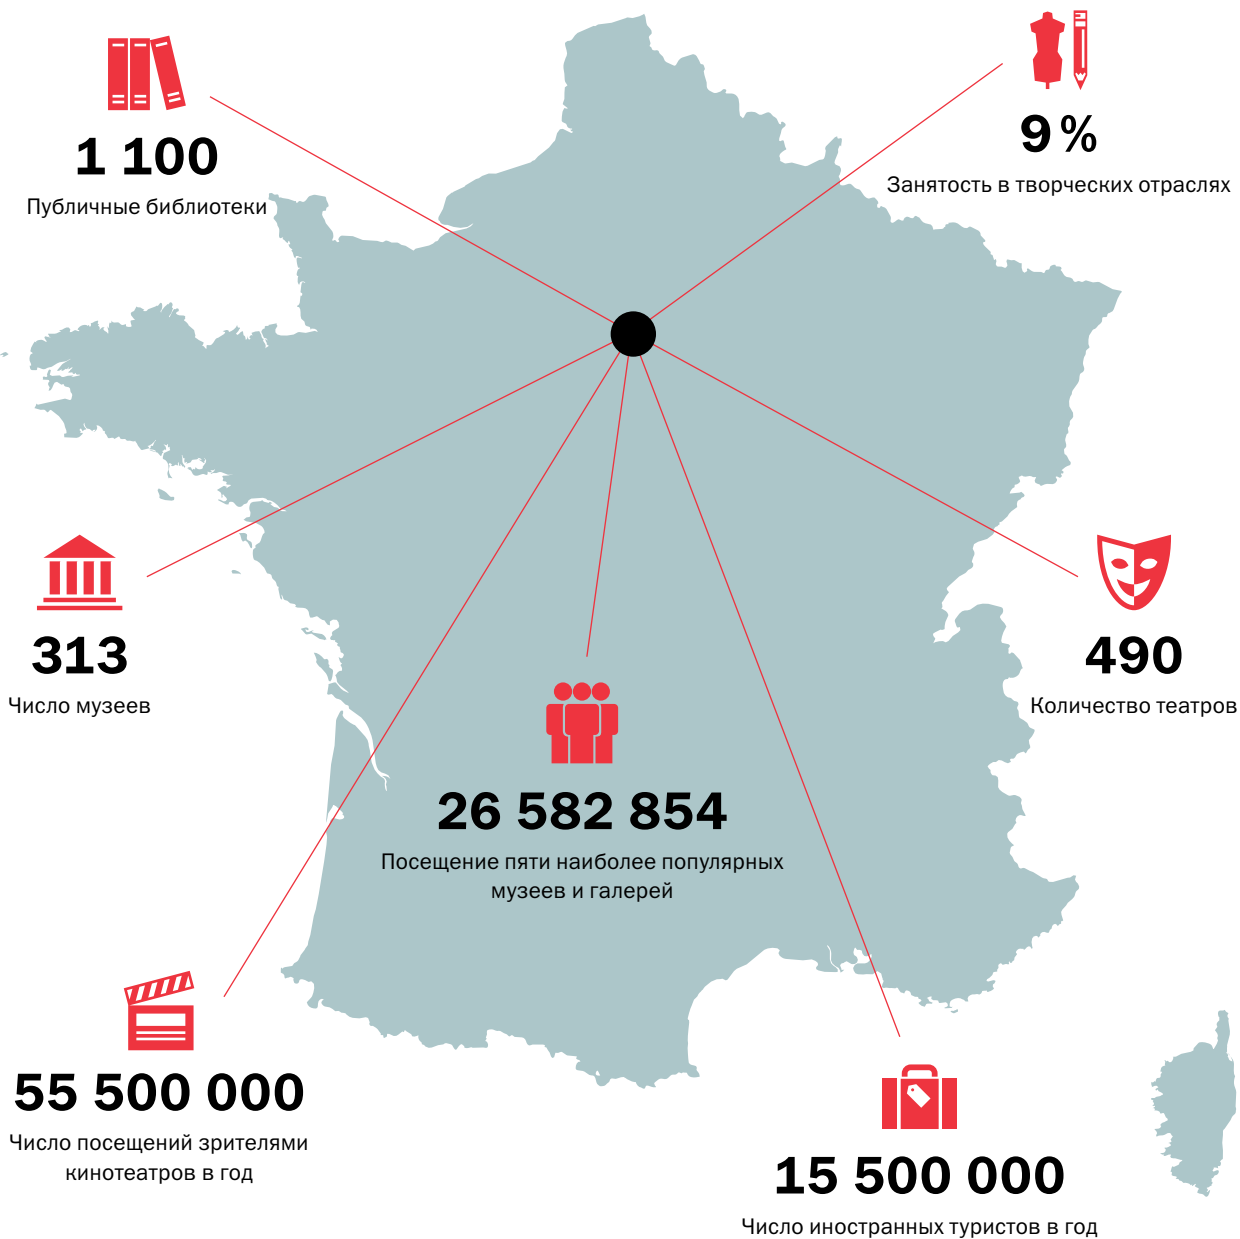 1 100
Публичные библиотеки
9 %
Занятость в творческих отраслях
313
Число музеев
490
Количество театров
26 582 854
Посещение пяти наиболее популярных
музеев и галерей
55 500 000
Число посещений зрителями
кинотеатров в год
15 500 000
Число иностранных туристов в год